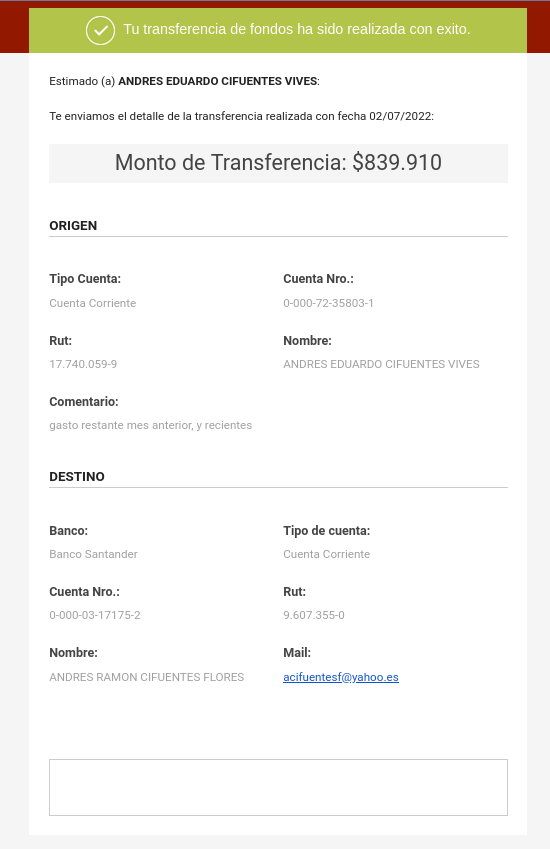 Tu transferencia de fondos ha sido realizada con exito.
Estimado (a) ANDRES EDUARDO CIFUENTES VIVES:
Te enviamos el detalle de la transferencia realizada con fecha 02/07/2022:
Monto de Transferencia: $839.910
ORIGEN
Tipo Cuenta: Cuenta Nro.:
Cuenta Corriente 0-000-72-35803-1
Rut: Nombre:
17.740.059-9 ANDRES EDUARDO CIFUENTES VIVES
Comentario:
gasto restante mes anterior, y recientes
DESTINO
Banco: Tipo de cuenta:
Banco Santander Cuenta Corriente
Cuenta Nro.: Rut:
0-000-03-17175-2 9.607.355-0
Nombre: Mail:
ANDRES RAMON CIFUENTES FLORES acifuentesf@yahoo.es